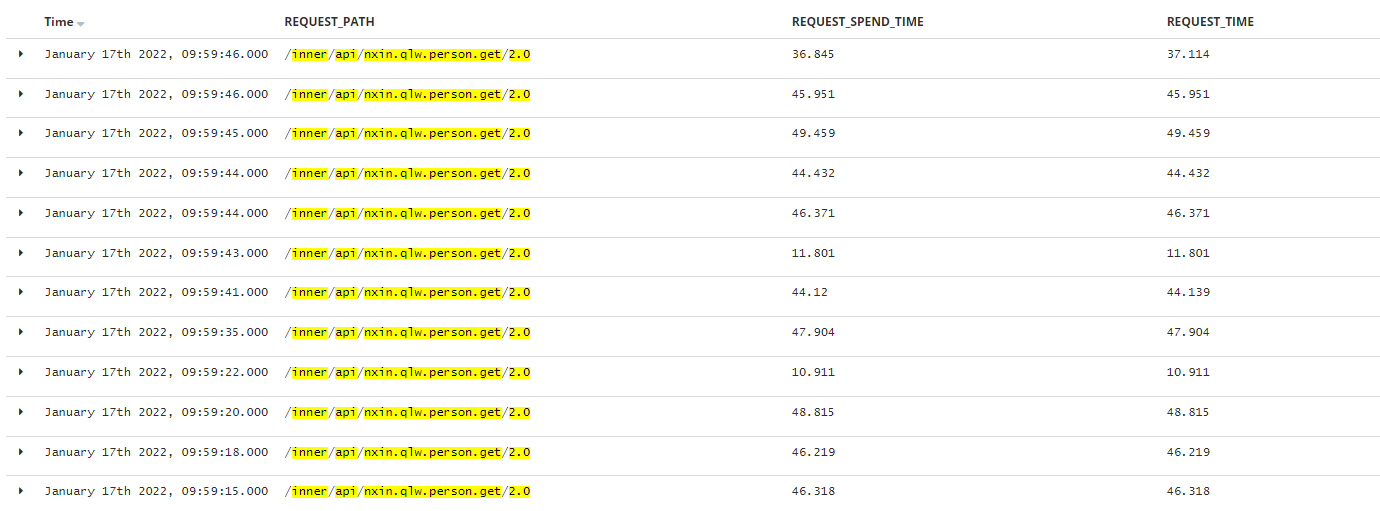 Time REQUEST_PATH REQUEST_SPEND_TIME REQUEST_TIME
January 17th 2022, 09:59:46.000 /inner/api/nxin.qlw.person.get/2.0 36.845 37.114
January 17th 2022, 09:59:46.000 /inner/api/nxin.qlw.person.get/2.0 45.951 45.951
January 17th 2022, 09:59:45.000 /inner/api/nxin.qlw.person.get/2.0 49.459 49.459
January 17th 2022, 09:59:44.000 /inner/api/nxin.qlw.person.get/2.0 44.432 44.432
January 17th 2022, 09:59:44.000 /inner/api/nxin.qlw.person.get/2.0 46.371 46.371
January 17th 2022, 09:59:43.000 /inner/api/nxin.qlw.person.get/2.0 11.801 11.801
January 17th 2022, 09:59:41.000 /inner/api/nxin.qlw.person.get/2.0 44.12 44.139
January 17th 2022, 09:59:35.000 /inner/api/nxin.qlw.person.get/2.0 47.904 47.904
January 17th 2022, 09:59:22.000 /inner/api/nxin.qlw.person.get/2.0 10.911 10.911
January 17th 2022, 09:59:20.000 /inner/api/nxin.qlw.person.get/2.0 48.815 48.815
January 17th 2022, 09:59:18.000 /inner/api/nxin.qlw.person.get/2.0 46.219 46.219
January 17th 2022, 09:59:15.000 /inner/api/nxin.qlw.person.get/2.0 46.318 46.318